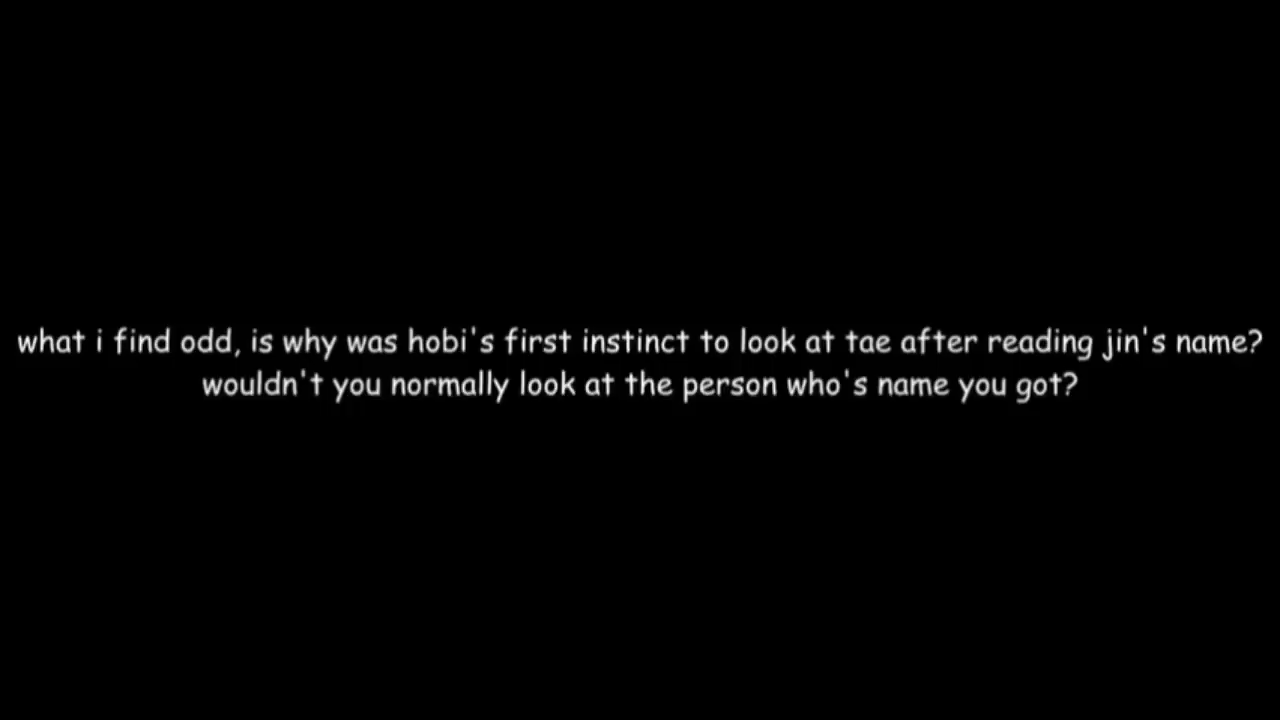 what i find odd, is why was hobi's first instinct to look at tae after reading jin's name?
wouldn't you normally look at the person who's name you got?